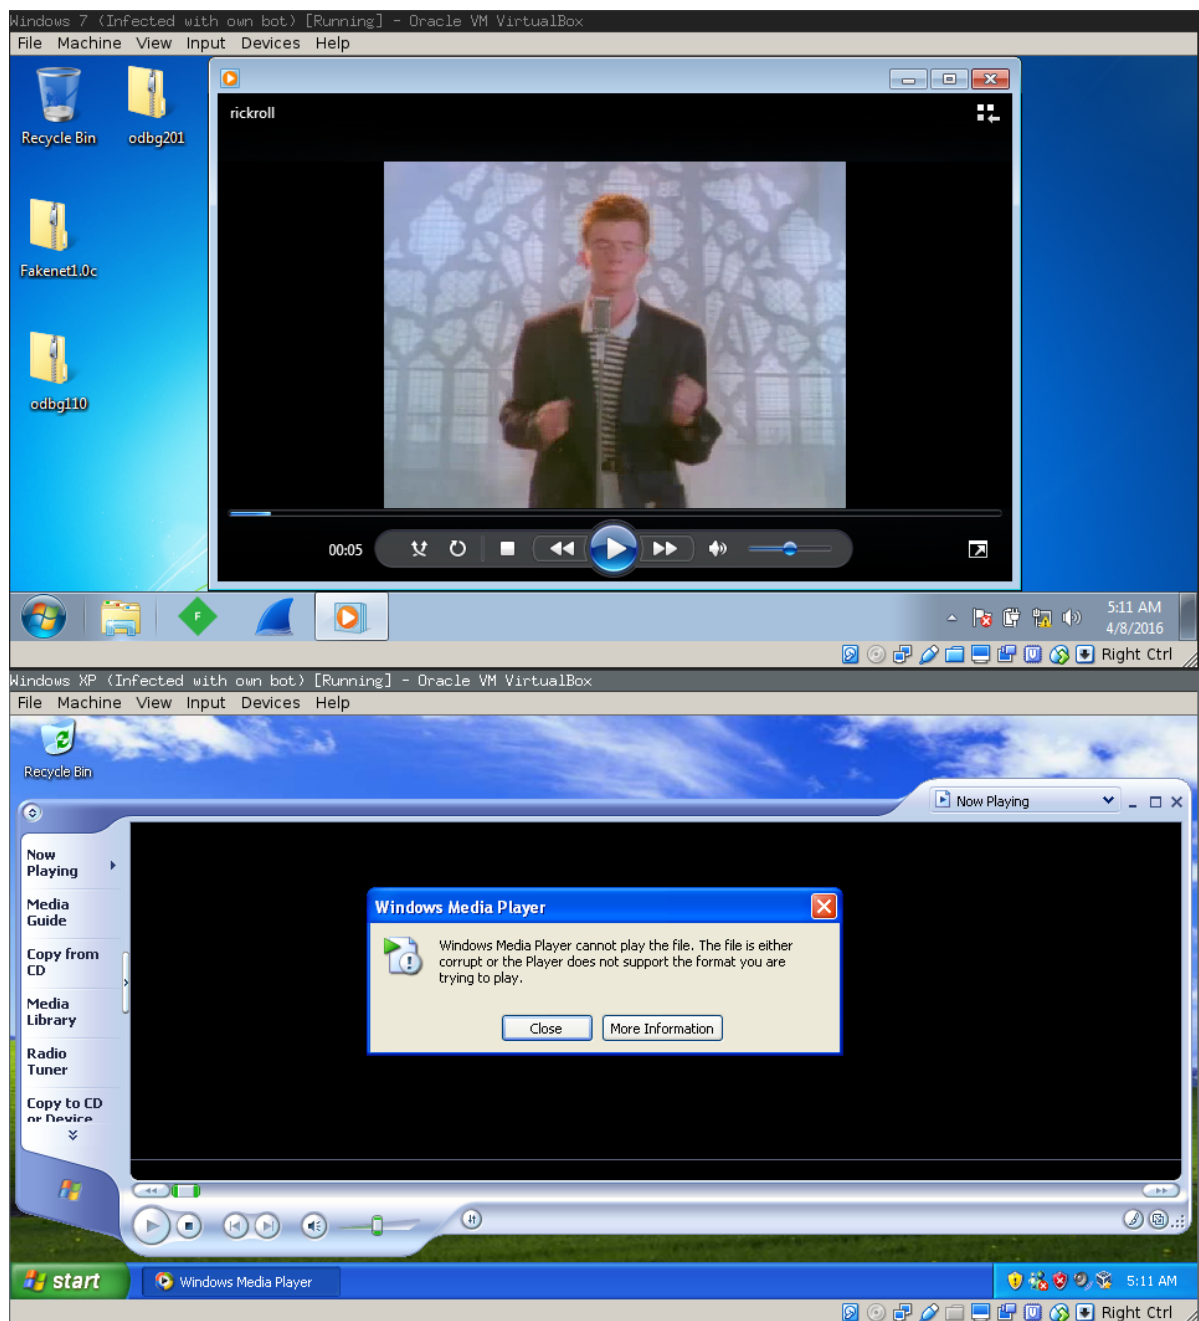 Windows 7 (Infected with own bot) [Running] - Oracle VM VirtualBox
File Machine View Input Devices Help
Recycle Bin
odbg201
Fakenet1.0c
odbg110
rickroll
00:05
F
5:11 AM
4/8/2016
Right Ctrl
Windows XP (Infected with own bot) [Running] - Oracle VM VirtualBox
File Machine View Input Devices Help
Recycle Bin
Now Playing
Now
Playing
Media
Guide
Copy from
CD
Media
Library
Radio
Tuner
Copy to CD
or Device
Windows Media Player
Windows Media Player cannot play the file. The file is either
corrupt or the Player does not support the format you are
trying to play.
Close
More Information
start
Windows Media Player
5:11 AM
Right Ctrl